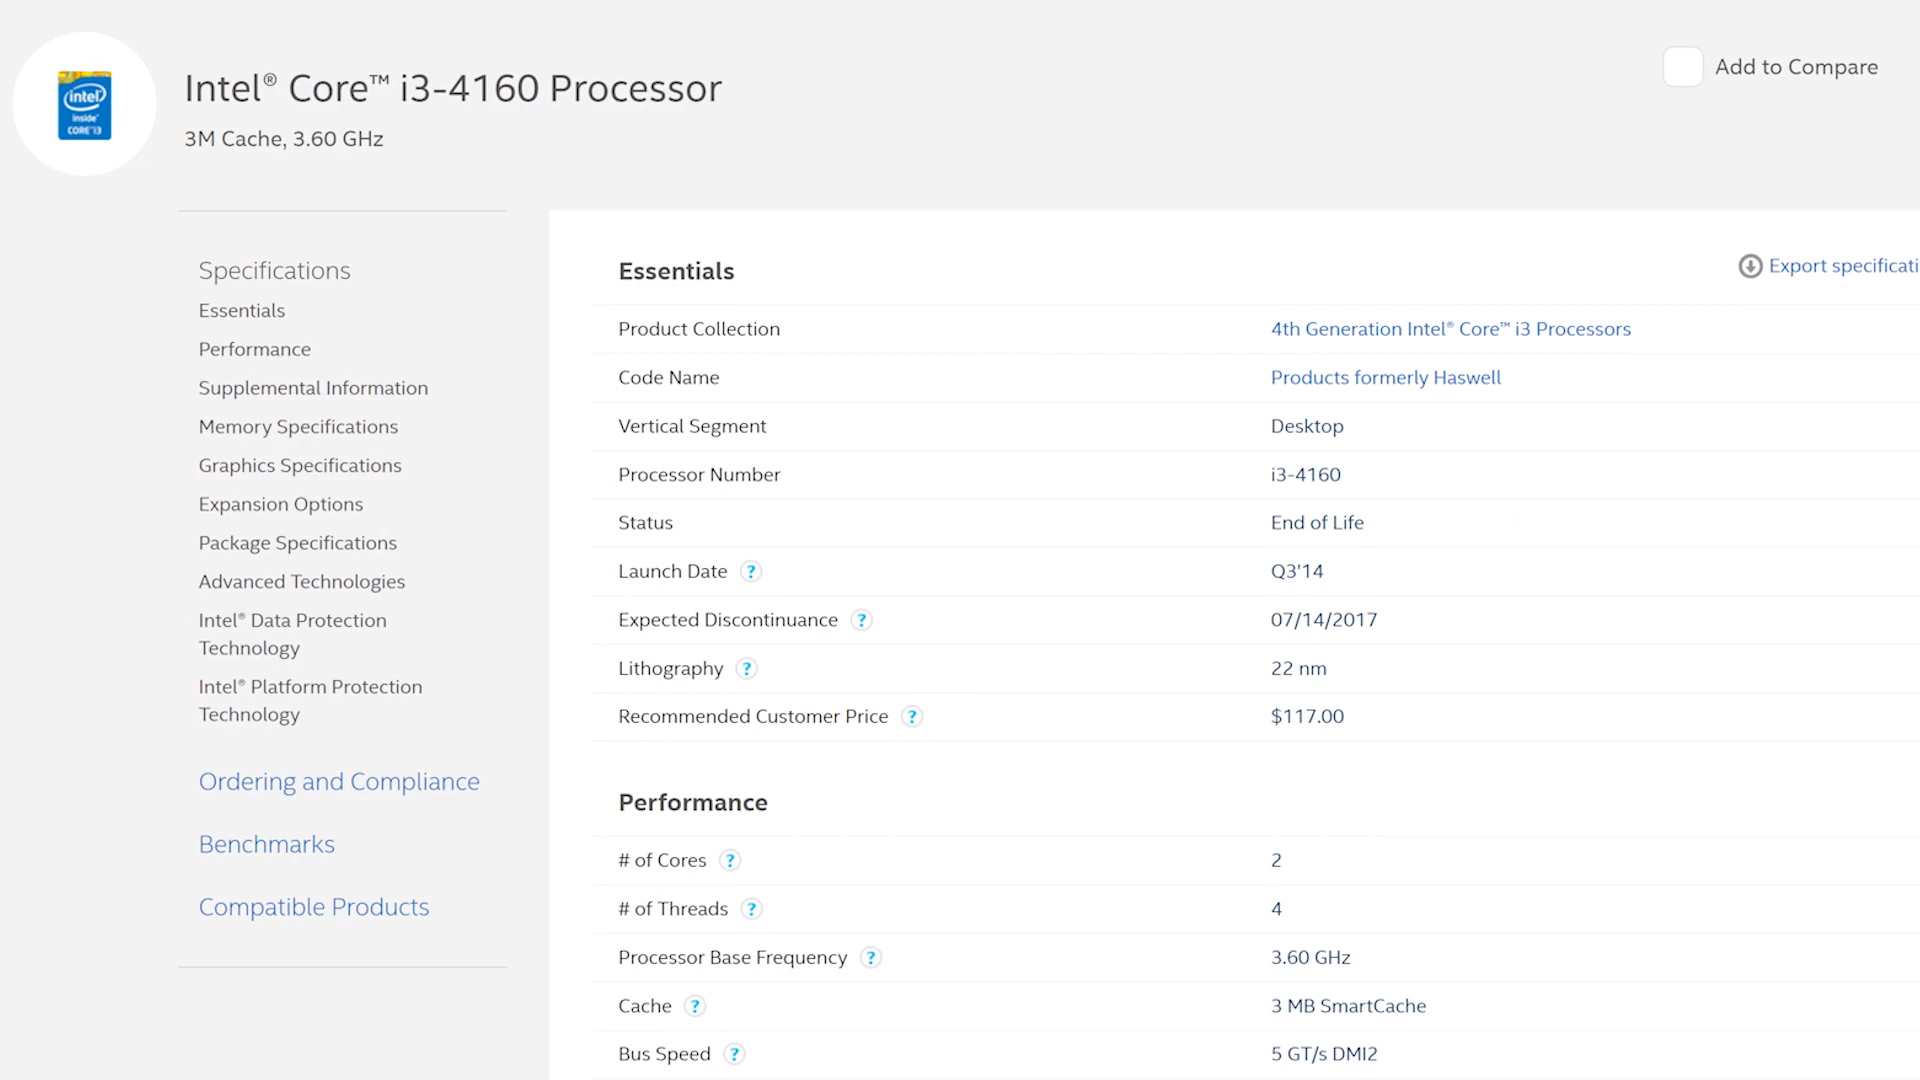 intel
inside
CORE i3
Intel® Core™ i3-4160 Processor
3M Cache, 3.60 GHz
Add to Compare
Specifications
Essentials
Performance
Supplemental Information
Memory Specifications
Graphics Specifications
Expansion Options
Package Specifications
Advanced Technologies
Intel® Data Protection
Technology
Intel® Platform Protection
Technology
Ordering and Compliance
Benchmarks
Compatible Products
Essentials
Export specificati
Product Collection 4th Generation Intel® Core™ i3 Processors
Code Name Products formerly Haswell
Vertical Segment Desktop
Processor Number i3-4160
Status End of Life
Launch Date ? Q3'14
Expected Discontinuance ? 07/14/2017
Lithography ? 22 nm
Recommended Customer Price ? $117.00
Performance
# of Cores ? 2
# of Threads ? 4
Processor Base Frequency ? 3.60 GHz
Cache ? 3 MB SmartCache
Bus Speed ? 5 GT/s DMI2